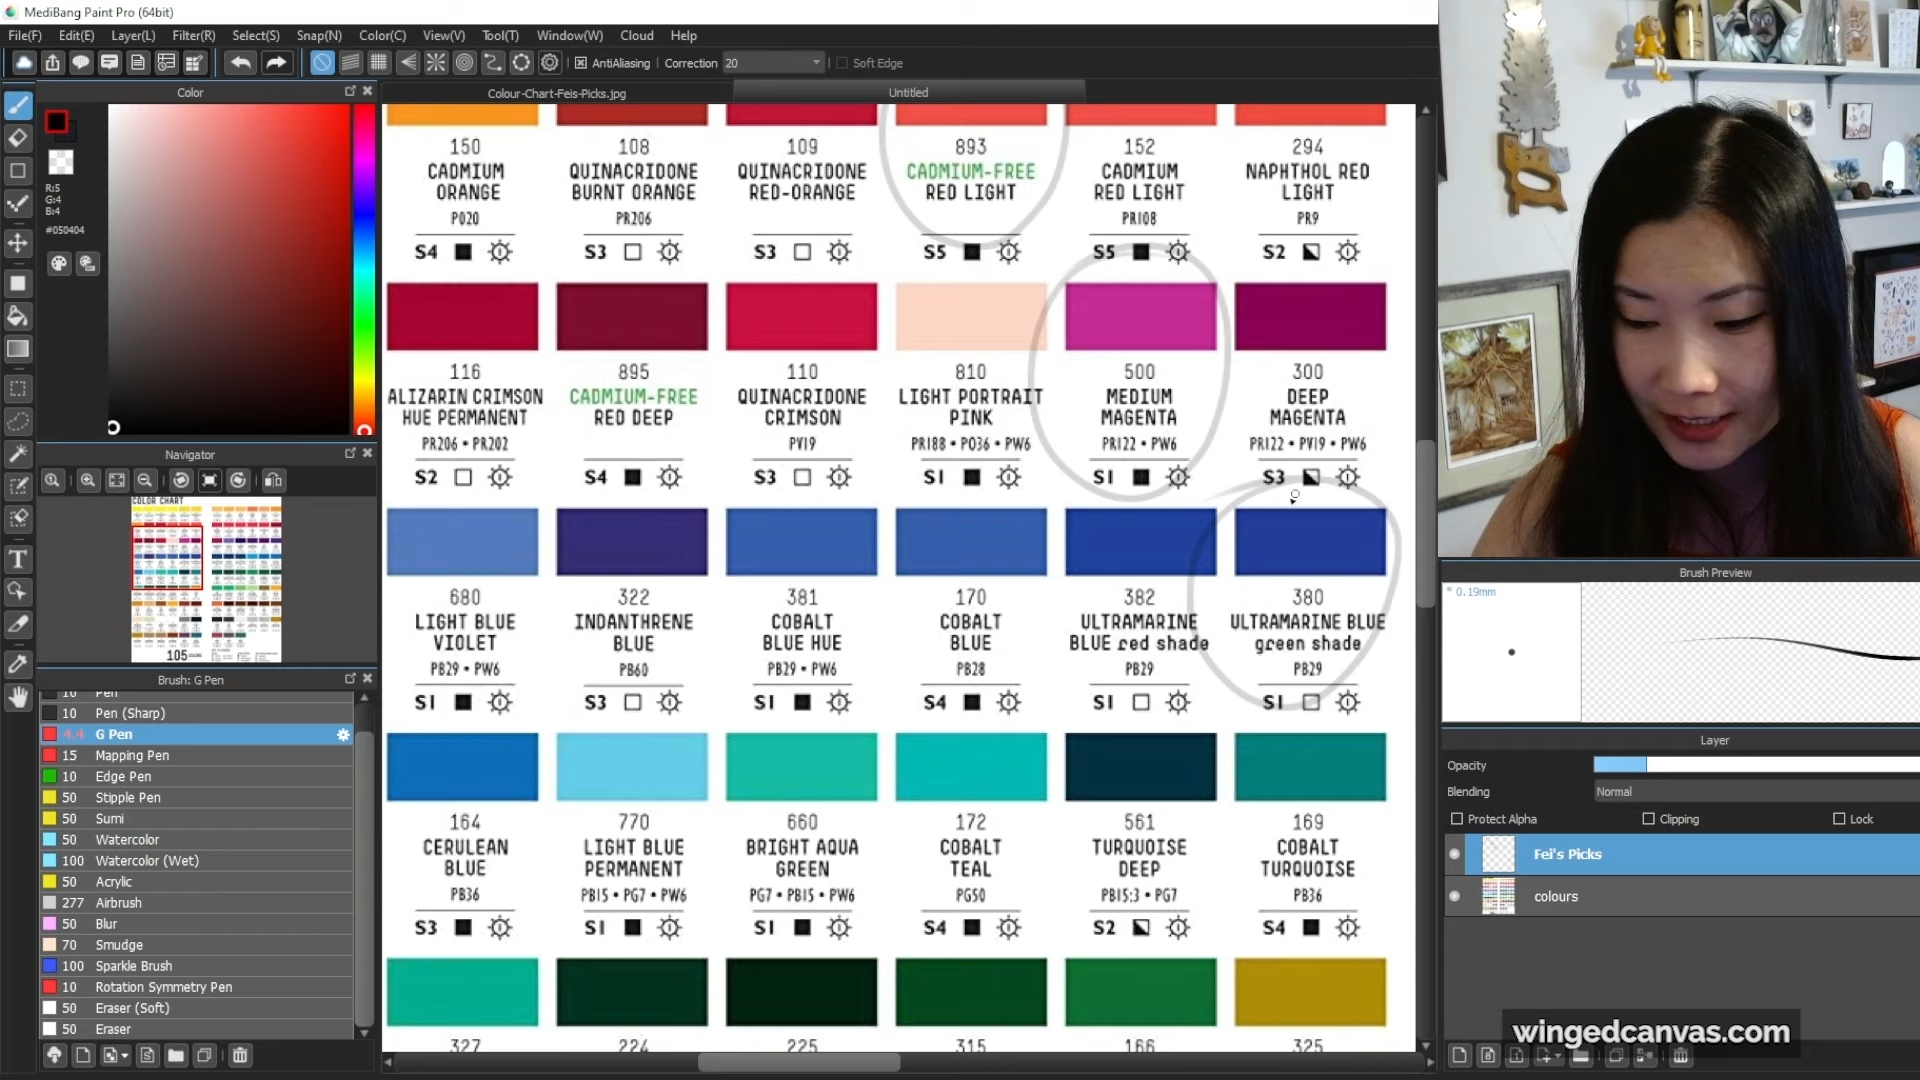 MediBang Paint Pro (64bit)
File(F) Edit(E) Layer(L) Filter(R) Select(S) Snap(N) Color(C) View(V) Tool(T) Window(W) Cloud Help
AntiAliasing Correction 20 Soft Edge
Color
Colour-Chart-Feis-Picks.jpg Untitled
R:5
G:4
B:4
#050404
Navigator
COLOR CHART
105
Brush: G Pen
10 Pen
10 Pen (Sharp)
4.4 G Pen
15 Mapping Pen
10 Edge Pen
50 Stipple Pen
50 Sumi
50 Watercolor
100 Watercolor (Wet)
50 Acrylic
277 Airbrush
50 Blur
70 Smudge
100 Sparkle Brush
10 Rotation Symmetry Pen
50 Eraser (Soft)
50 Eraser
150 108 109 893 152 294
CADMIUM QUINACRIDONE QUINACRIDONE CADMIUM-FREE CADMIUM NAPHTHOL RED
ORANGE BURNT ORANGE RED-ORANGE RED LIGHT RED LIGHT LIGHT
PO20 PR206 PR108 PR9
S4 S3 S3 S5 S5 S2
116 895 110 810 500 300
ALIZARIN CRIMSON CADMIUM-FREE QUINACRIDONE LIGHT PORTRAIT MEDIUM DEEP
HUE PERMANENT RED DEEP CRIMSON PINK MAGENTA MAGENTA
PR206 • PR202 PV19 PR188 • PO36 • PW6 PR122 • PW6 PR122 • PV19 • PW6
S2 S4 S3 S1 S1 S3
680 322 381 170 382 380
LIGHT BLUE INDANTHRENE COBALT COBALT ULTRAMARINE ULTRAMARINE BLUE
VIOLET BLUE BLUE HUE BLUE BLUE red shade green shade
PB29 • PW6 PB60 PB29 • PW6 PB28 PB29 PB29
S1 S3 S1 S4 S1 S1
164 770 660 172 561 169
CERULEAN LIGHT BLUE BRIGHT AQUA COBALT TURQUOISE COBALT
BLUE PERMANENT GREEN TEAL DEEP TURQUOISE
PB36 PB15 • PG7 • PW6 PG7 • PB15 • PW6 PG50 PB15:3 • PG7 PB36
S3 S1 S1 S4 S2 S4
327 224 225 315 166 325
Brush Preview
* 0.19mm
Layer
Opacity
Blending Normal
Protect Alpha Clipping Lock
Fei's Picks
colours
wingedcanvas.com